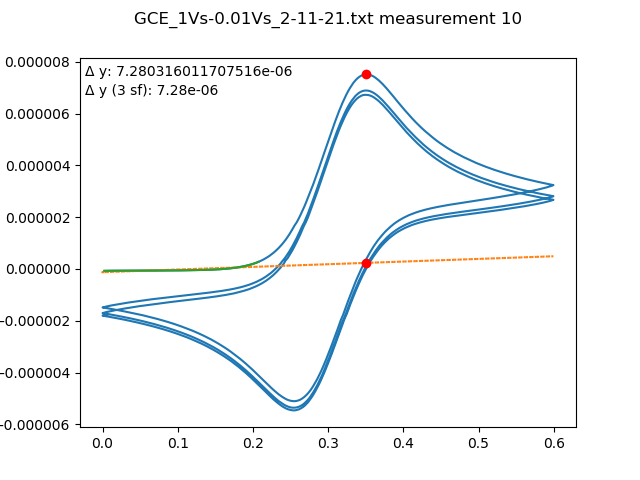 GCE_1Vs-0.01Vs_2-11-21.txt measurement 10
Δ y: 7.280316011707516e-06
Δ y (3 sf): 7.28e-06
0.000008
0.000006
0.000004
0.000002
0.000000
-0.000002
-0.000004
-0.000006
0.0 0.1 0.2 0.3 0.4 0.5 0.6